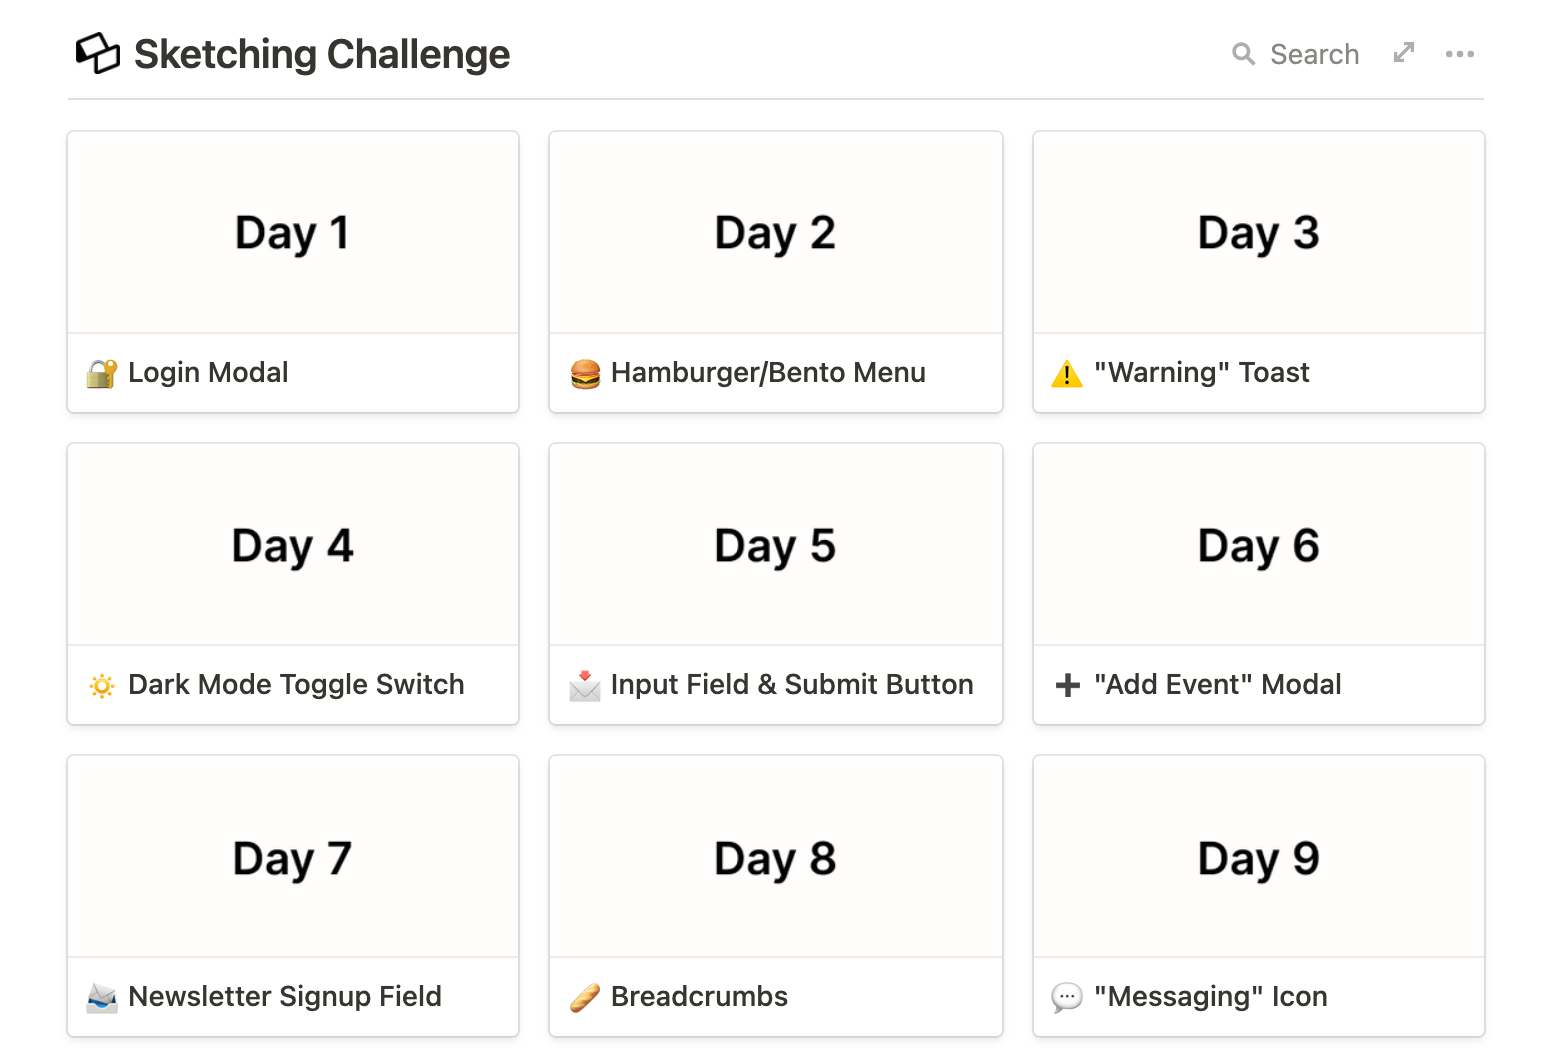 Sketching Challenge
Search
Day 1
Day 2
Day 3
Login Modal
Hamburger/Bento Menu
"Warning" Toast
Day 4
Day 5
Day 6
Dark Mode Toggle Switch
Input Field & Submit Button
"Add Event" Modal
Day 7
Day 8
Day 9
Newsletter Signup Field
Breadcrumbs
"Messaging" Icon